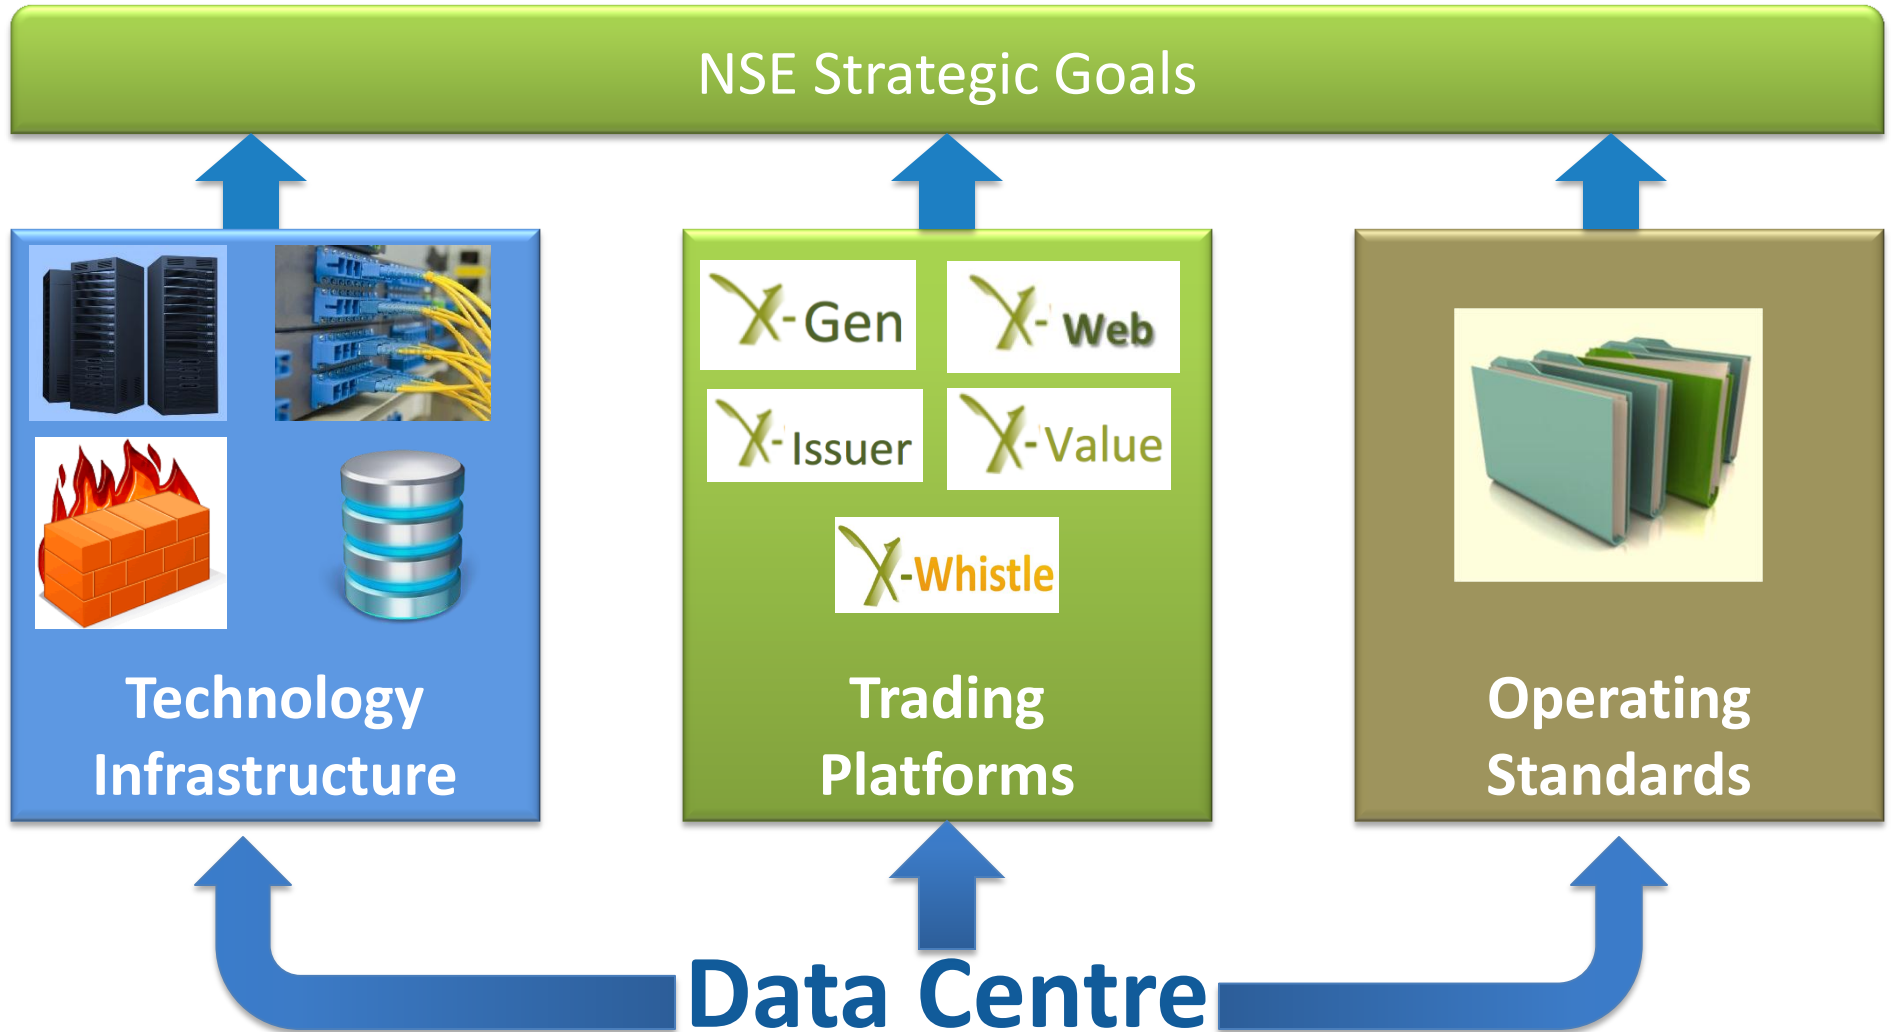 NSE Strategic Goals
X-Gen
X-Web
X-Issuer
X-Value
X-Whistle
Technology
Infrastructure
Trading
Platforms
Operating
Standards
Data Centre